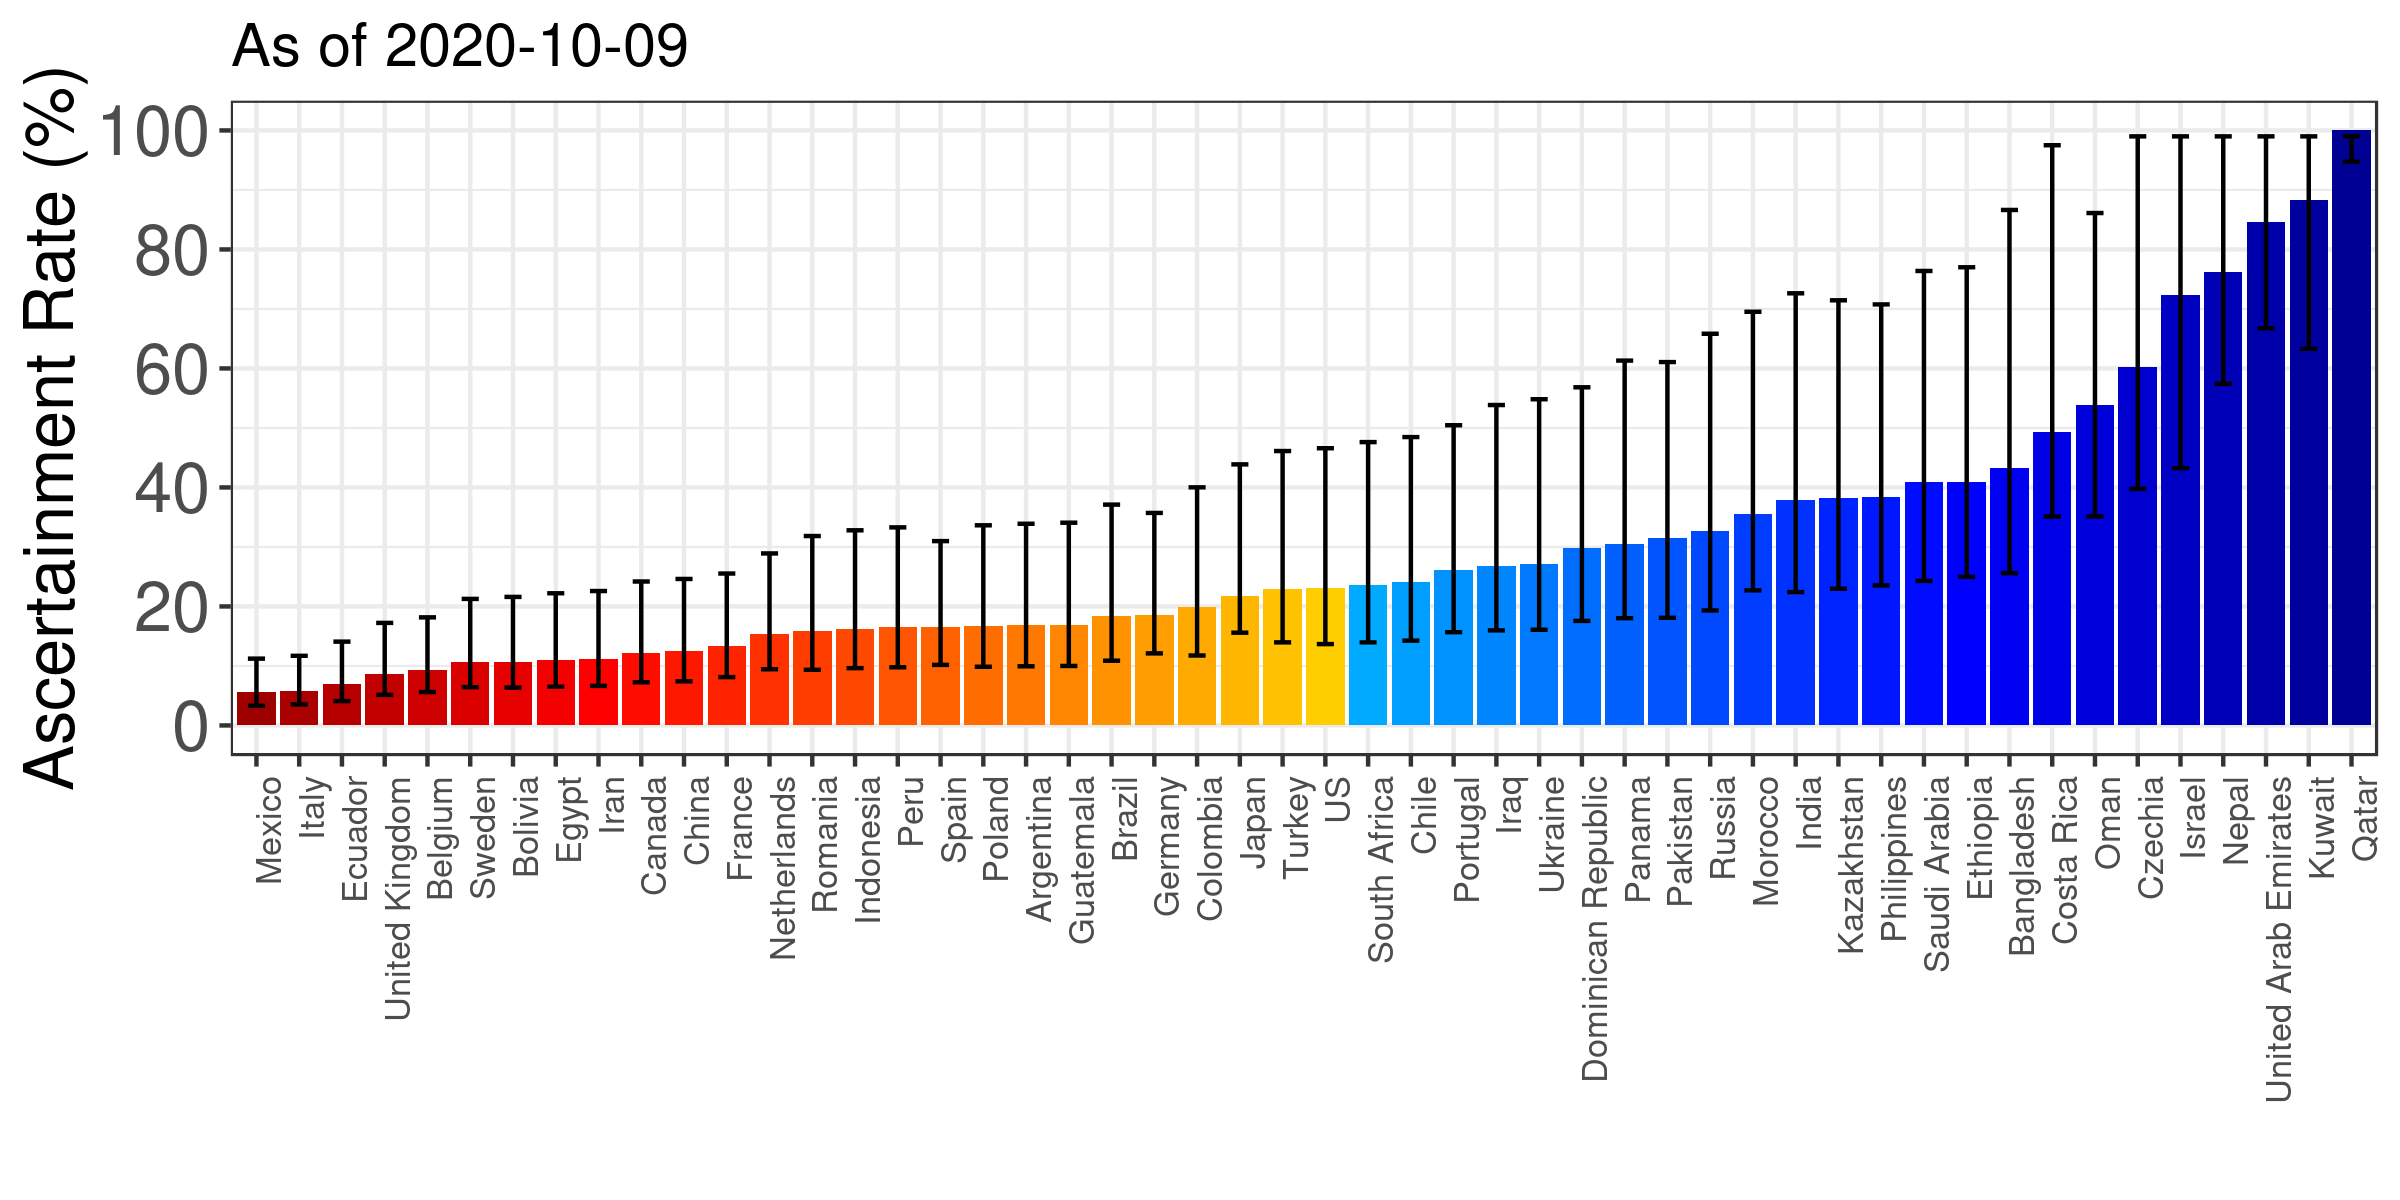 As of 2020-10-09
Ascertainment Rate (%)
100
80
60
40
20
0
Mexico
Italy
Ecuador
United Kingdom
Belgium
Sweden
Bolivia
Egypt
Iran
Canada
China
France
Netherlands
Romania
Indonesia
Peru
Spain
Poland
Argentina
Guatemala
Brazil
Germany
Colombia
Japan
Turkey
US
South Africa
Chile
Portugal
Iraq
Ukraine
Dominican Republic
Panama
Pakistan
Russia
Morocco
India
Kazakhstan
Philippines
Saudi Arabia
Ethiopia
Bangladesh
Costa Rica
Oman
Czechia
Israel
Nepal
United Arab Emirates
Kuwait
Qatar